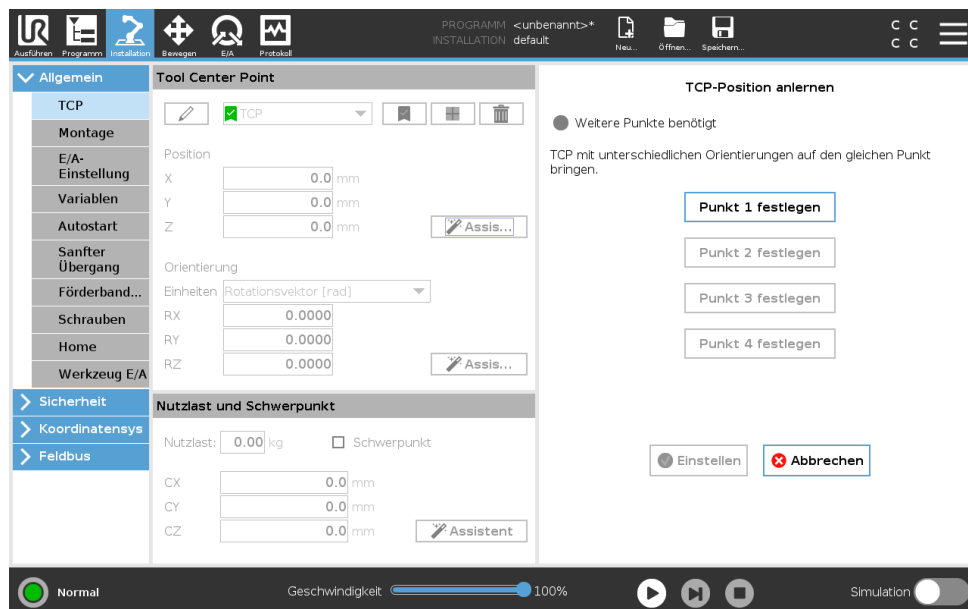 UR
PROGRAMM <unbenannt>*
INSTALLATION default
C C
C C
Ausführen Programm Installation Bewegen E/A Protokoll Neu... Öffnen... Speichern...
Allgemein
TCP
Montage
E/A-
Einstellung
Variablen
Autostart
Sanfter
Übergang
Förderband...
Schrauben
Home
Werkzeug E/A
Sicherheit
Koordinatensys
Feldbus
Tool Center Point
TCP
Position
X 0.0 mm
Y 0.0 mm
Z 0.0 mm Assis...
Orientierung
Einheiten Rotationsvektor [rad]
RX 0.0000
RY 0.0000
RZ 0.0000 Assis...
Nutzlast und Schwerpunkt
Nutzlast: 0.00 kg Schwerpunkt
CX 0.0 mm
CY 0.0 mm
CZ 0.0 mm Assistent
TCP-Position anlernen
Weitere Punkte benötigt
TCP mit unterschiedlichen Orientierungen auf den gleichen Punkt
bringen.
Punkt 1 festlegen
Punkt 2 festlegen
Punkt 3 festlegen
Punkt 4 festlegen
Einstellen Abbrechen
Normal Geschwindigkeit 100% Simulation